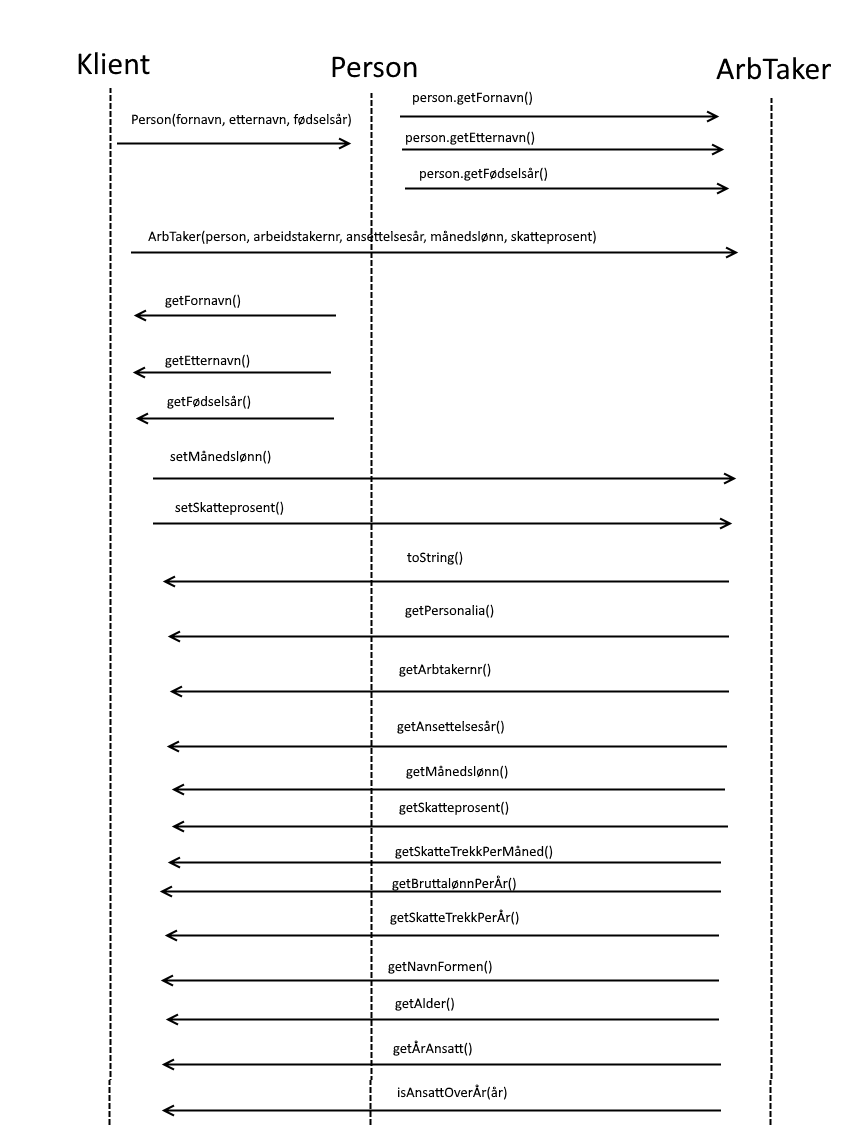 Klient
Person
ArbTaker
person.getFornavn()
Person(fornavn, etternavn, fødselsår)
person.getEtternavn()
person.getFødselsår()
ArbTaker(person, arbeidstakernr, ansettelsesår, månedslønn, skatteprosent)
getFornavn()
getEtternavn()
getFødselsår()
setMånedslønn()
setSkatteprosent()
toString()
getPersonalia()
getArbtakernr()
getAnsettelsesår()
getMånedslønn()
getSkatteprosent()
getSkatteTrekkPerMåned()
getBruttalønnPerÅr()
getSkatteTrekkPerÅr()
getNavnFormen()
getAlder()
getÅrAnsatt()
isAnsattOverÅr(år)